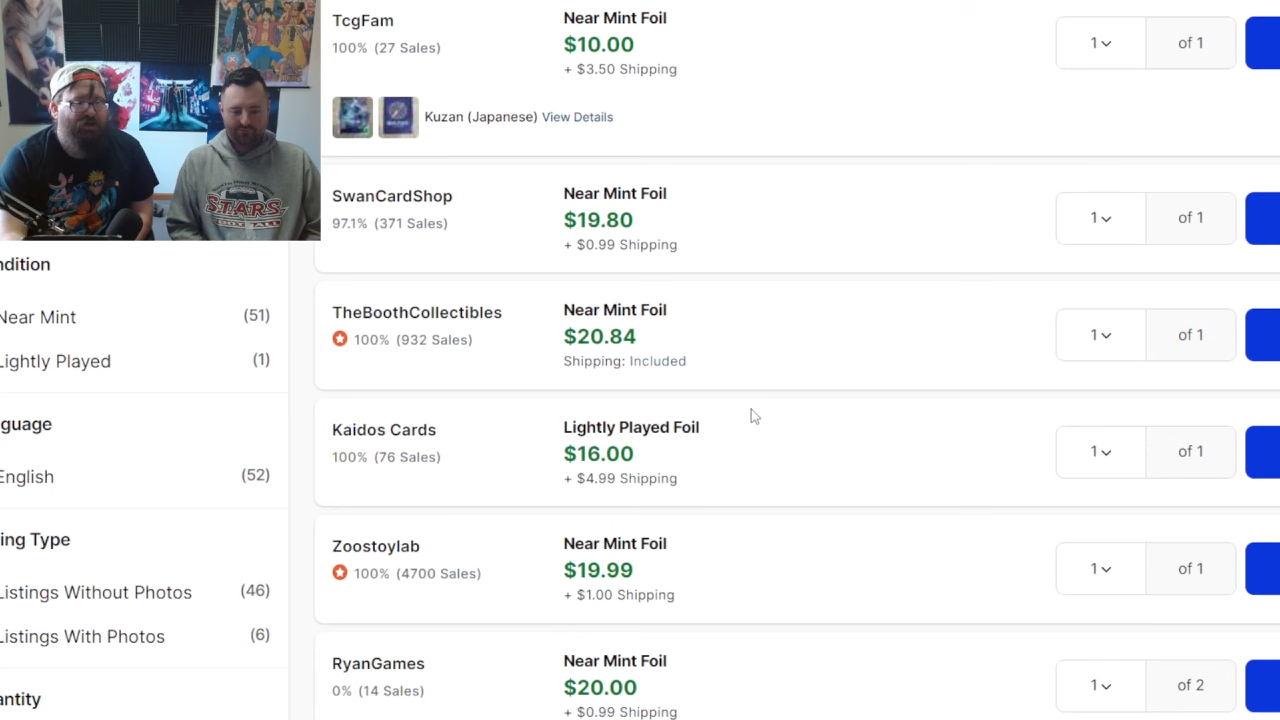 TcgFam
100% (27 Sales)
Near Mint Foil
$10.00
+ $3.50 Shipping
1
of 1
Kuzan (Japanese) View Details
SwanCardShop
97.1% (371 Sales)
Near Mint Foil
$19.80
+ $0.99 Shipping
1
of 1
TheBoothCollectibles
100% (932 Sales)
Near Mint Foil
$20.84
Shipping: Included
1
of 1
Kaidos Cards
100% (76 Sales)
Lightly Played Foil
$16.00
+ $4.99 Shipping
1
of 1
Zoostoylab
100% (4700 Sales)
Near Mint Foil
$19.99
+ $1.00 Shipping
1
of 1
RyanGames
0% (14 Sales)
Near Mint Foil
$20.00
+ $0.99 Shipping
1
of 2
ndition
Near Mint (51)
Lightly Played (1)
guage
English (52)
ing Type
Listings Without Photos (46)
Listings With Photos (6)
antity
STARS